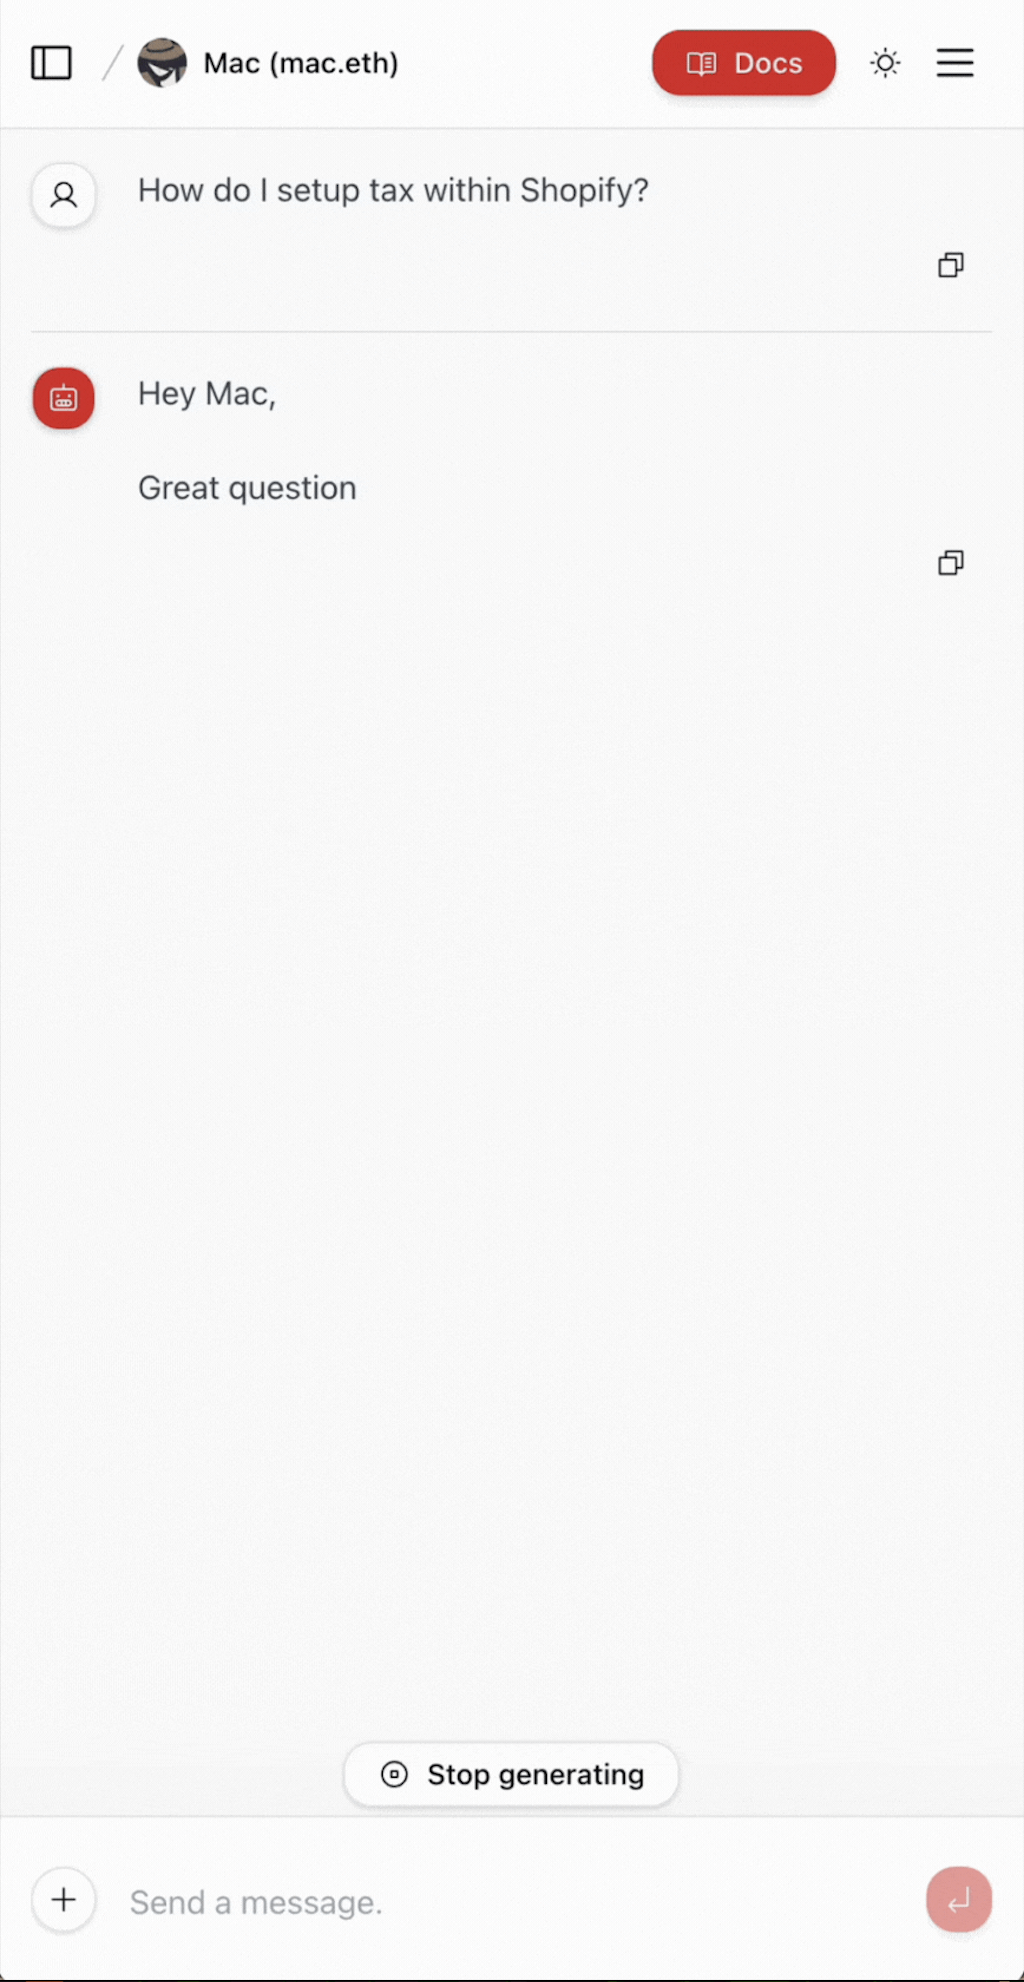 Mac (mac.eth)
Docs
How do I setup tax within Shopify?
Hey Mac,
Great question
Stop generating
Send a message.